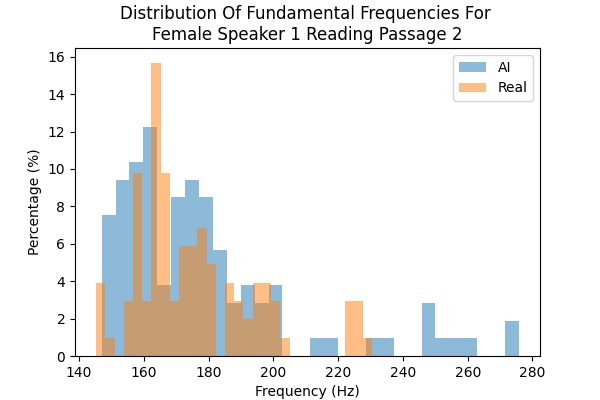 Distribution Of Fundamental Frequencies For
Female Speaker 1 Reading Passage 2
AI
Real
Percentage (%)
16
14
12
10
8
6
4
2
0
140 160 180 200 220 240 260 280
Frequency (Hz)